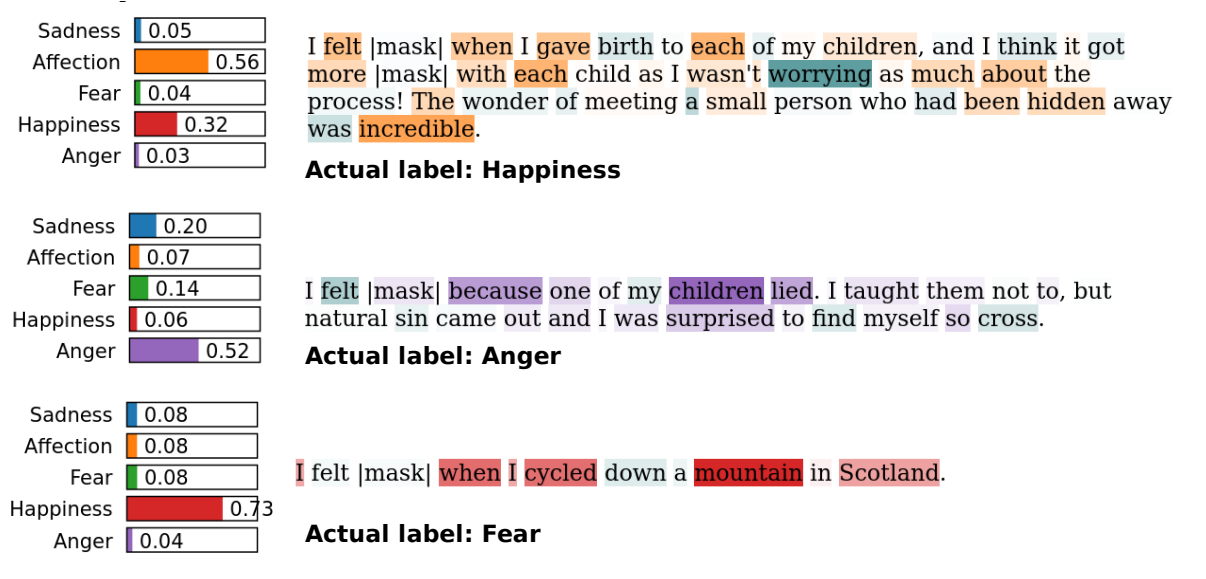 Sadness 0.05
Affection 0.56
Fear 0.04
Happiness 0.32
Anger 0.03
I felt |mask| when I gave birth to each of my children, and I think it got
more |mask| with each child as I wasn't worrying as much about the
process! The wonder of meeting a small person who had been hidden away
was incredible.
Actual label: Happiness
Sadness 0.20
Affection 0.07
Fear 0.14
Happiness 0.06
Anger 0.52
I felt |mask| because one of my children lied. I taught them not to, but
natural sin came out and I was surprised to find myself so cross.
Actual label: Anger
Sadness 0.08
Affection 0.08
Fear 0.08
Happiness 0.73
Anger 0.04
I felt |mask| when I cycled down a mountain in Scotland.
Actual label: Fear